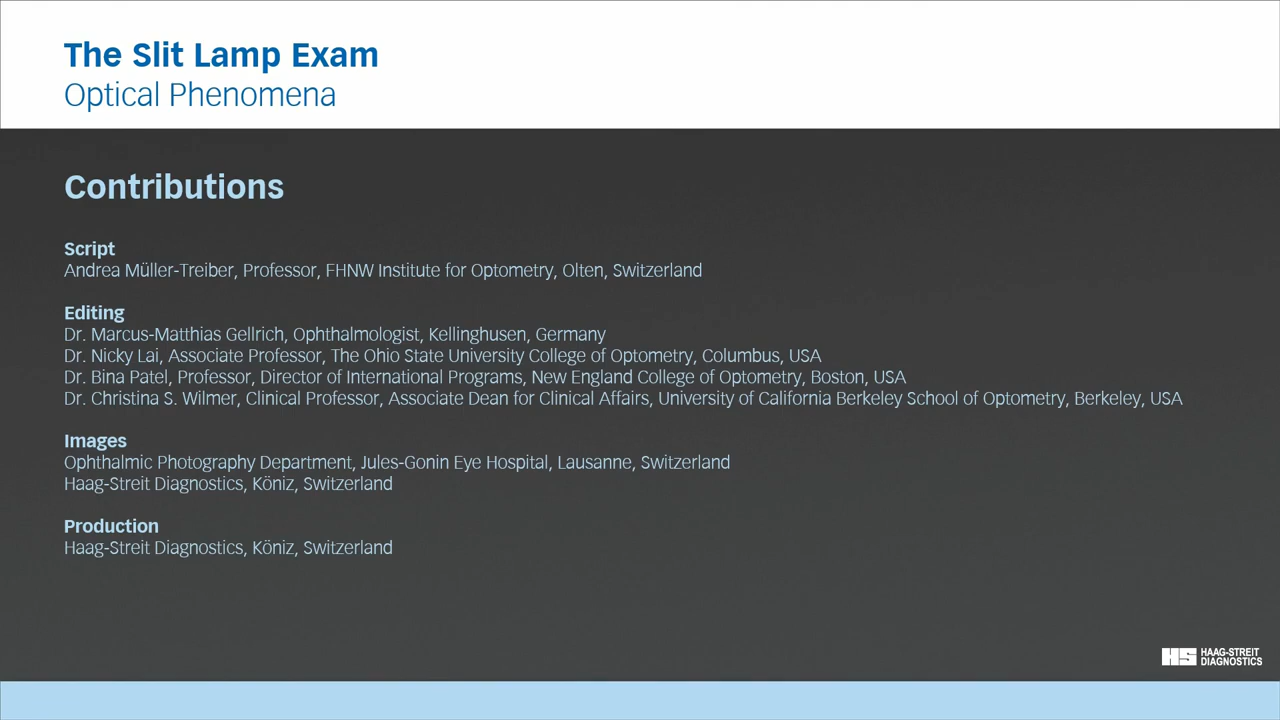 The Slit Lamp Exam
Optical Phenomena
Contributions
Script
Andrea Müller-Treiber, Professor, FHNW Institute for Optometry, Olten, Switzerland
Editing
Dr. Marcus-Matthias Gellrich, Ophthalmologist, Kellinghusen, Germany
Dr. Nicky Lai, Associate Professor, The Ohio State University College of Optometry, Columbus, USA
Dr. Bina Patel, Professor, Director of International Programs, New England College of Optometry, Boston, USA
Dr. Christina S. Wilmer, Clinical Professor, Associate Dean for Clinical Affairs, University of California Berkeley School of Optometry, Berkeley, USA
Images
Ophthalmic Photography Department, Jules-Gonin Eye Hospital, Lausanne, Switzerland
Haag-Streit Diagnostics, Köniz, Switzerland
Production
Haag-Streit Diagnostics, Köniz, Switzerland
HS HAAG-STREIT
DIAGNOSTICS